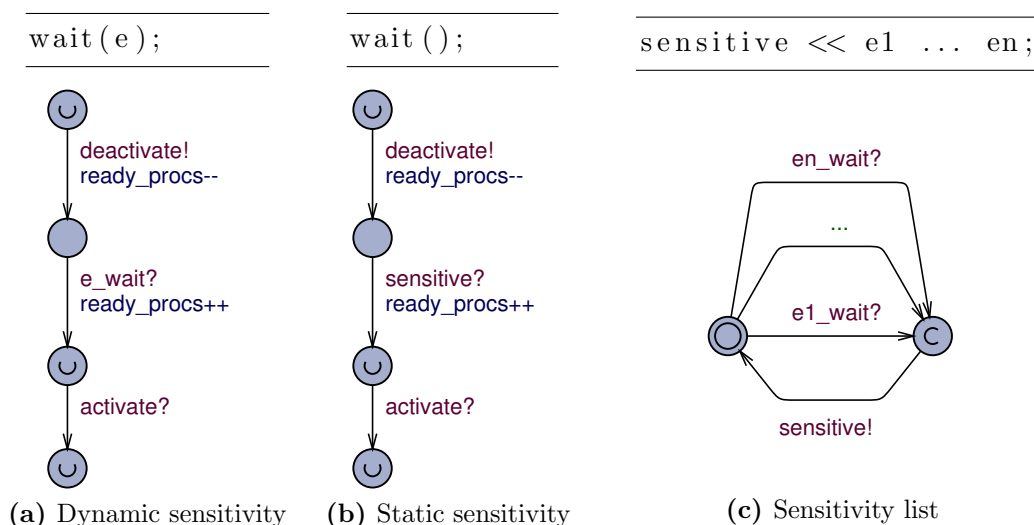 wait(e);
deactivate!
ready_procs--
e_wait?
ready_procs++
activate?
(a) Dynamic sensitivity
wait();
deactivate!
ready_procs--
sensitive?
ready_procs++
activate?
(b) Static sensitivity
sensitive << e1 ... en;
en_wait?
...
e1_wait?
C
sensitive!
(c) Sensitivity list